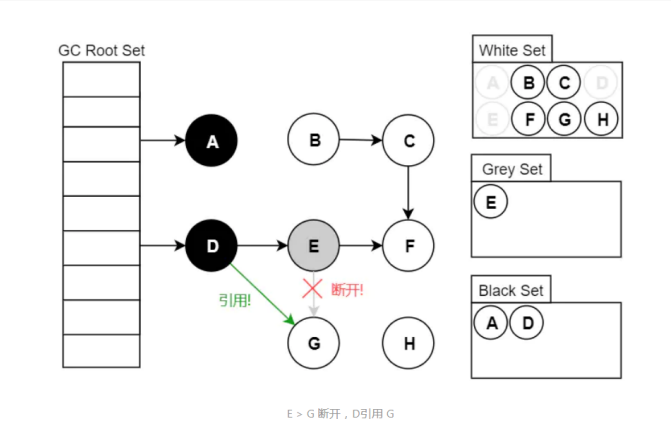 GC Root Set
White Set
A B C D
E F G H
A
B
C
Grey Set
E
D
E
F
引用!
断开!
Black Set
A D
G
H
E > G 断开，D引用 G